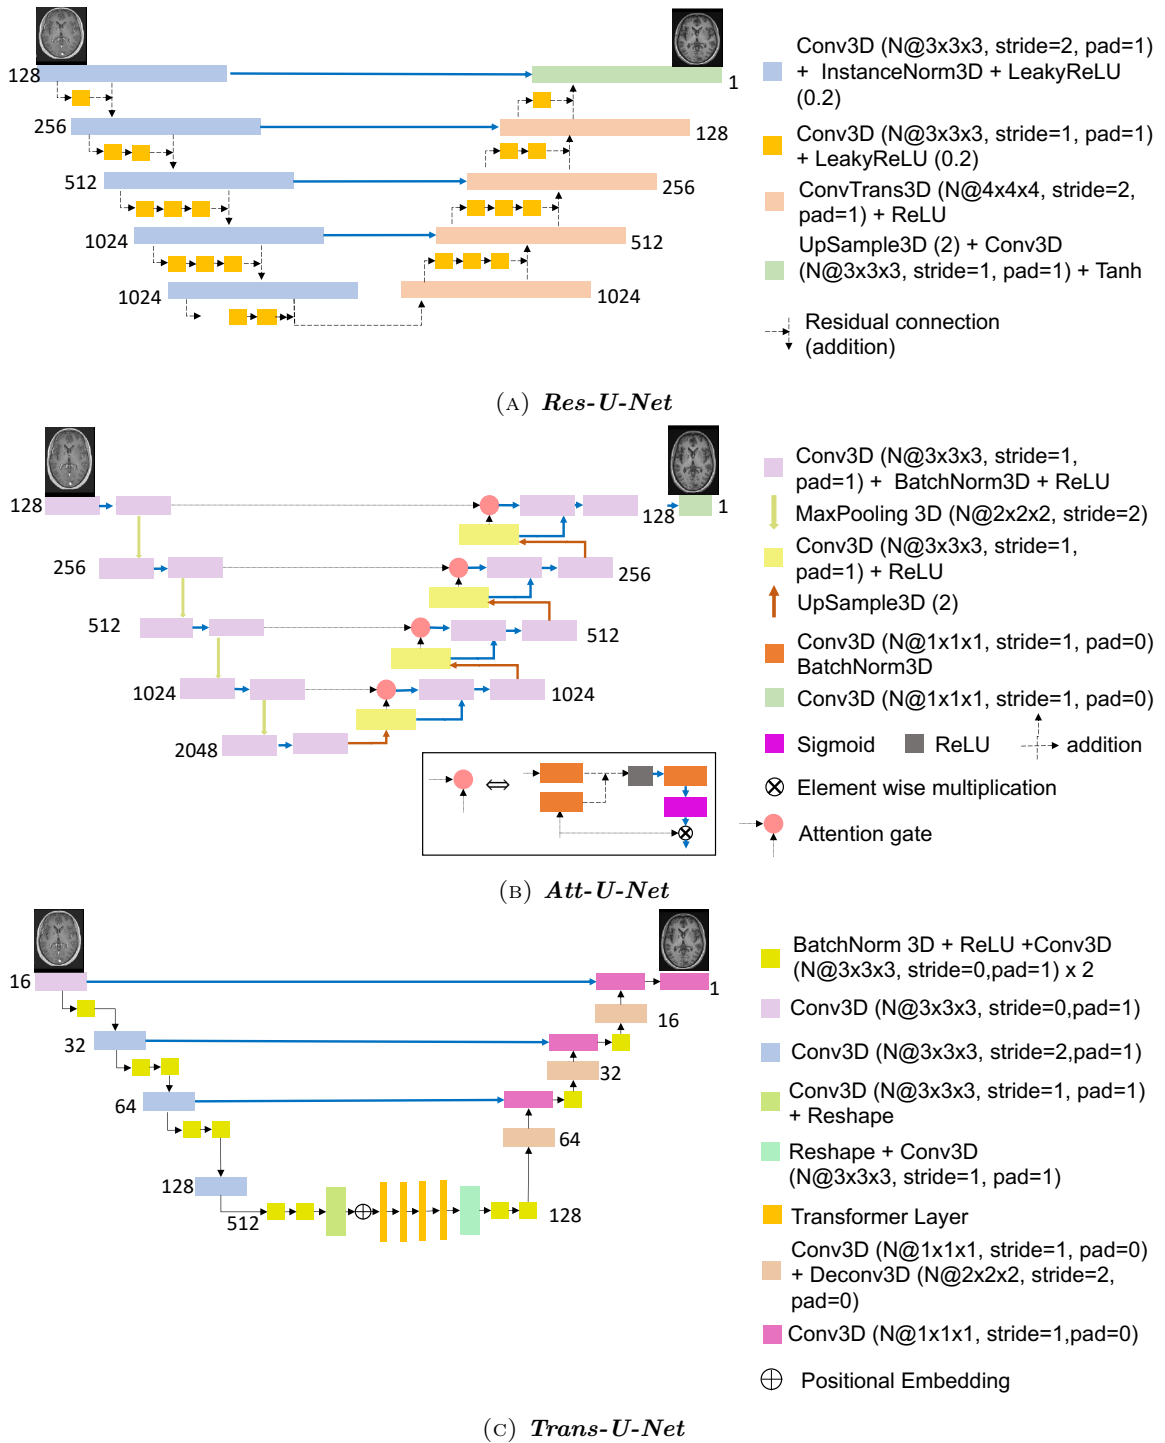 128
256
512
1024
1024
1
128
256
512
1024
Conv3D (N@3x3x3, stride=2, pad=1)
+ InstanceNorm3D + LeakyReLU
(0.2)
Conv3D (N@3x3x3, stride=1, pad=1)
+ LeakyReLU (0.2)
ConvTrans3D (N@4x4x4, stride=2,
pad=1) + ReLU
UpSample3D (2) + Conv3D
(N@3x3x3, stride=1, pad=1) + Tanh
Residual connection
(addition)
(A) Res-U-Net
128
256
512
1024
2048
128
1
256
512
1024
Conv3D (N@3x3x3, stride=1,
pad=1) + BatchNorm3D + ReLU
MaxPooling 3D (N@2x2x2, stride=2)
Conv3D (N@3x3x3, stride=1,
pad=1) + ReLU
UpSample3D (2)
Conv3D (N@1x1x1, stride=1, pad=0)
BatchNorm3D
Conv3D (N@1x1x1, stride=1, pad=0)
Sigmoid
ReLU
addition
Element wise multiplication
Attention gate
(B) Att-U-Net
16
32
64
128
512
1
16
32
64
128
BatchNorm 3D + ReLU +Conv3D
(N@3x3x3, stride=0,pad=1) x 2
Conv3D (N@3x3x3, stride=0,pad=1)
Conv3D (N@3x3x3, stride=2,pad=1)
Conv3D (N@3x3x3, stride=1, pad=1)
+ Reshape
Reshape + Conv3D
(N@3x3x3, stride=1, pad=1)
Transformer Layer
Conv3D (N@1x1x1, stride=1, pad=0)
+ Deconv3D (N@2x2x2, stride=2,
pad=0)
Conv3D (N@1x1x1, stride=1,pad=0)
Positional Embedding
(C) Trans-U-Net